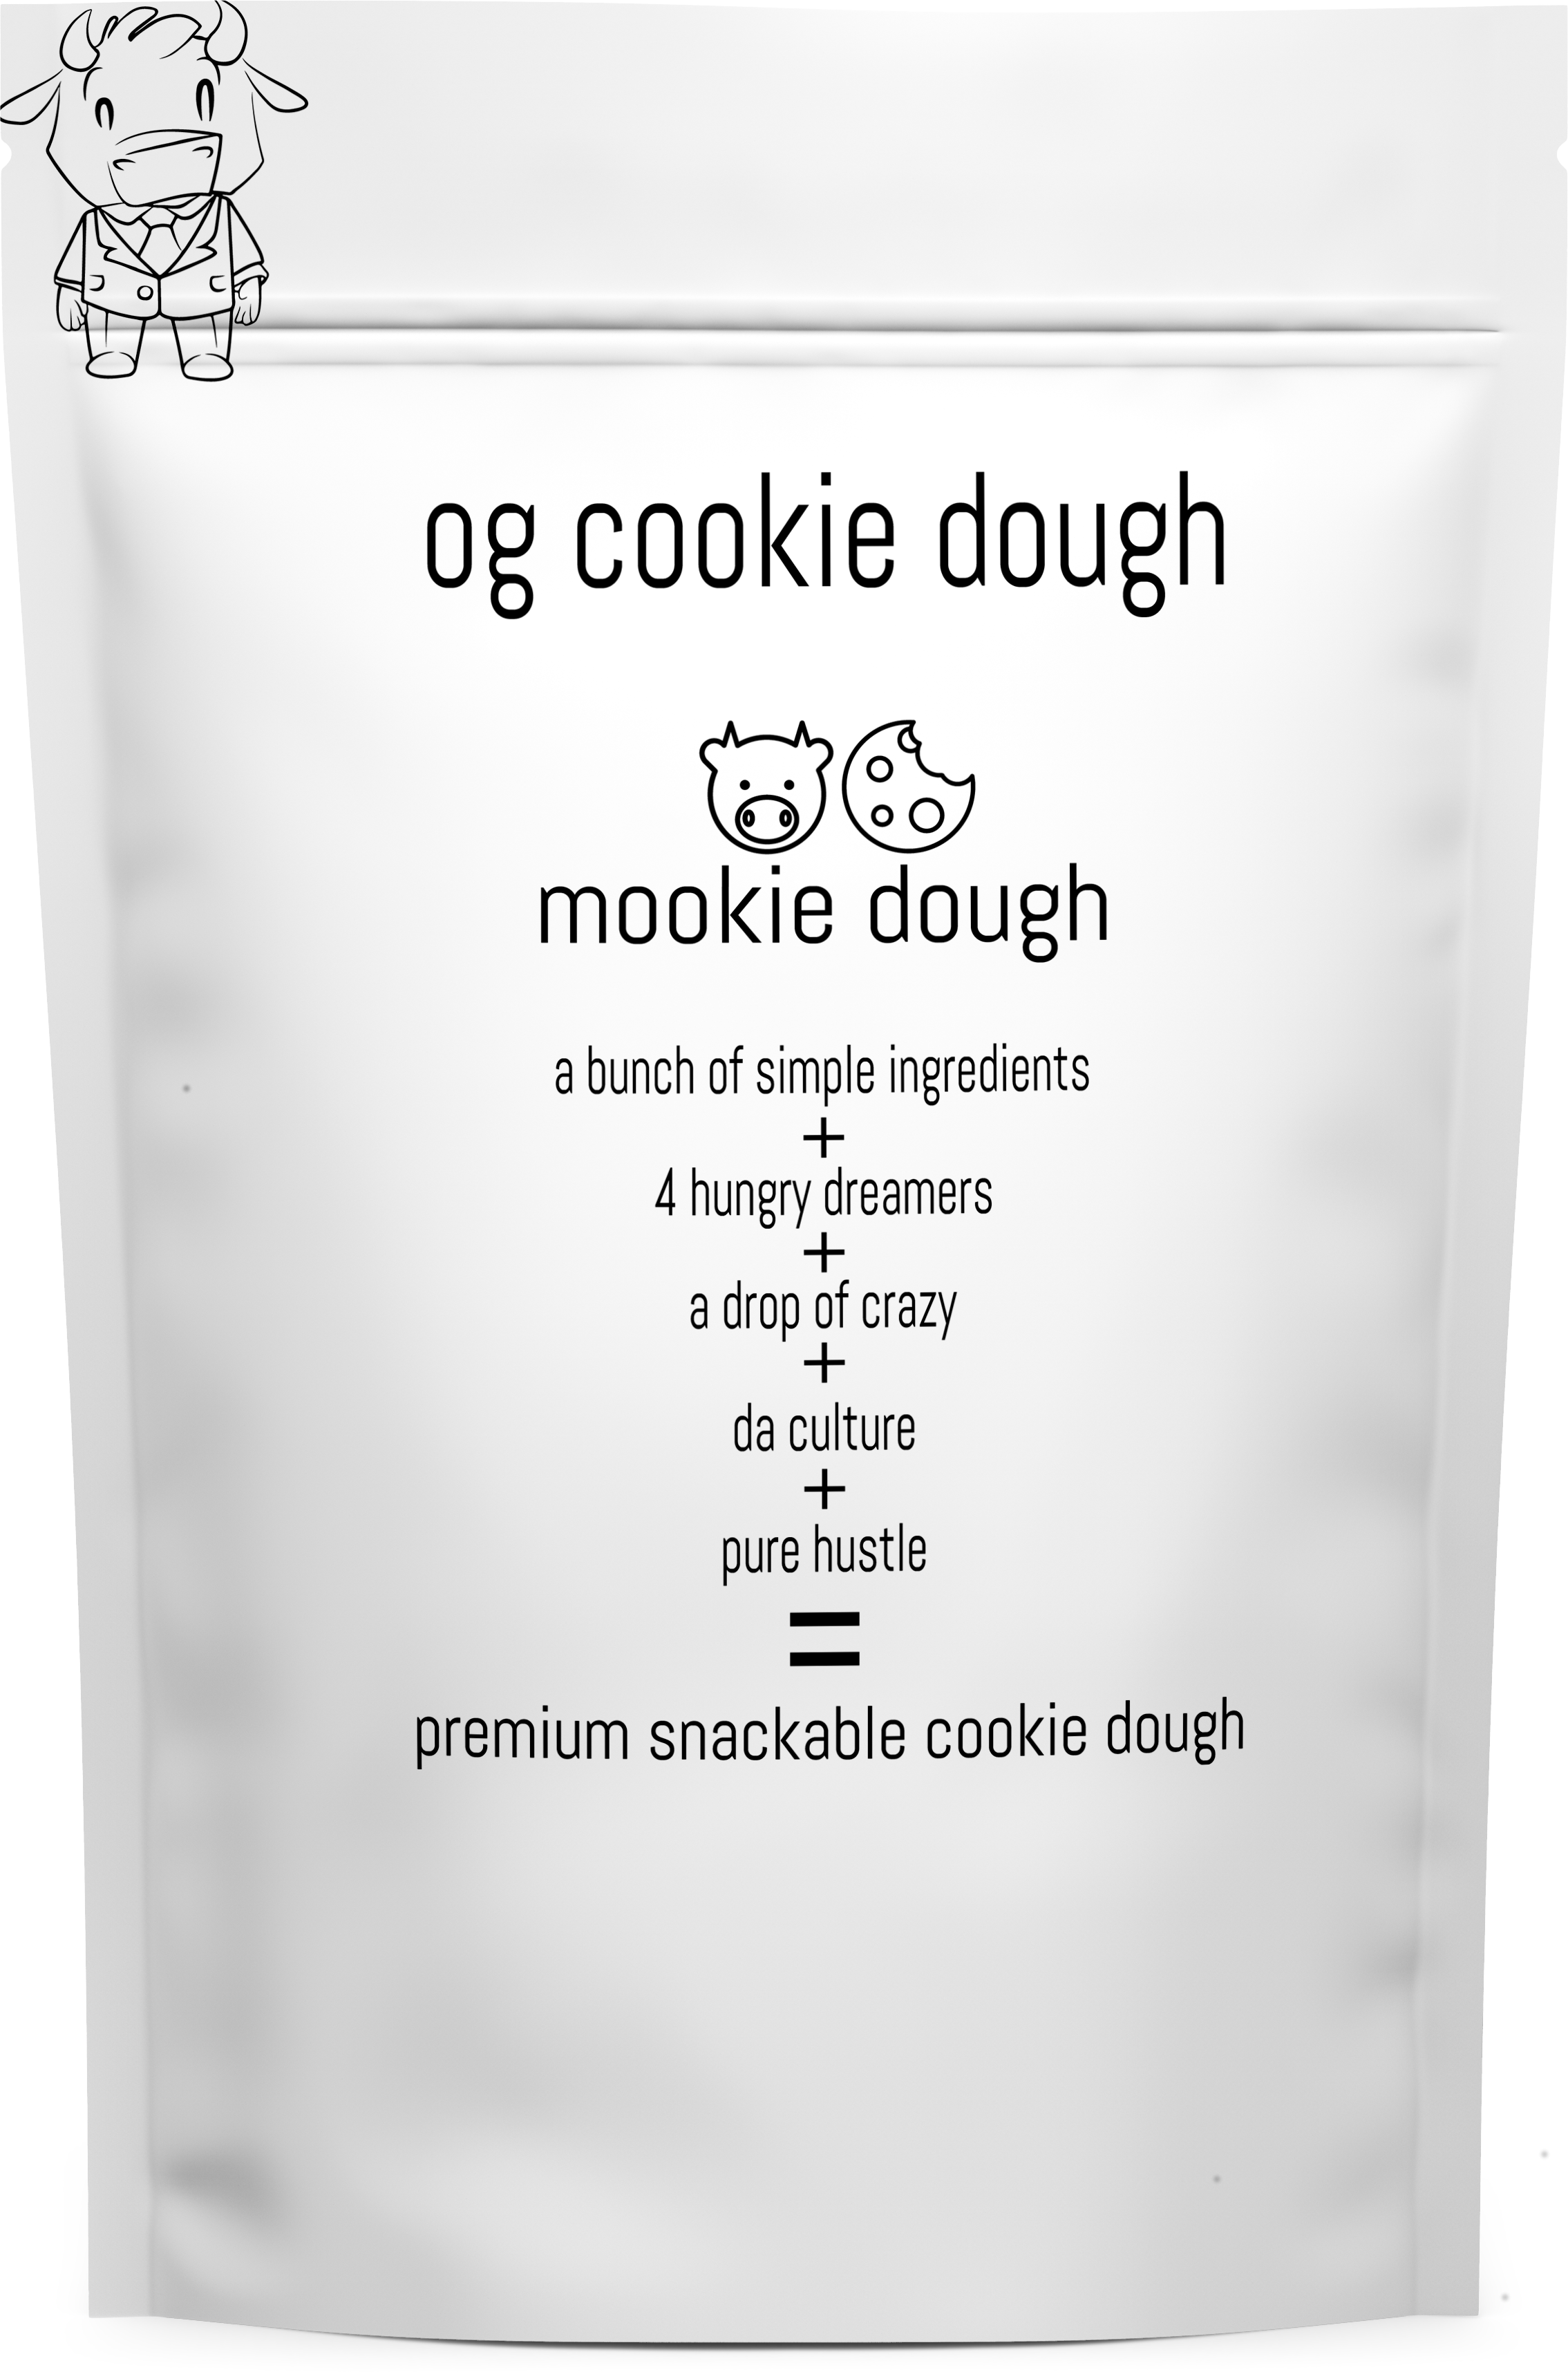 og cookie dough
mookie dough
a bunch of simple ingredients
+
4 hungry dreamers
+
a drop of crazy
+
da culture
+
pure hustle
=
premium snackable cookie dough